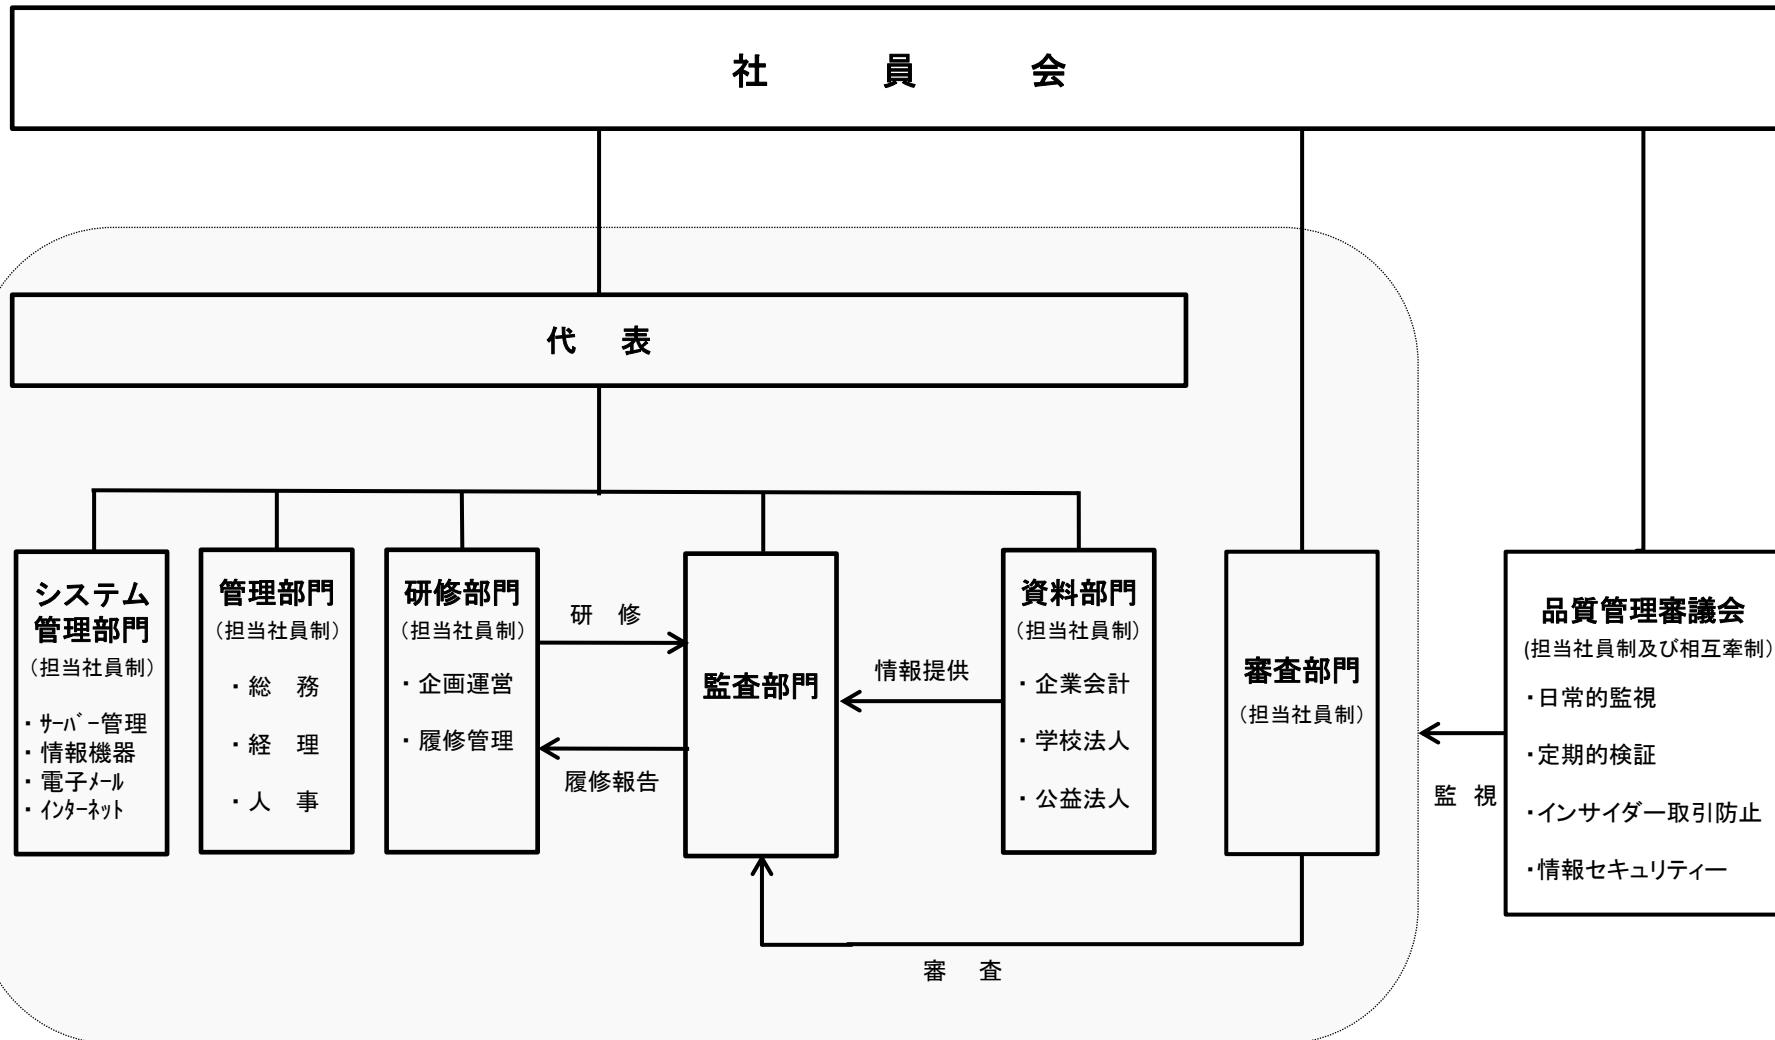 社 員 会
代 表
システム
管理部門
（担当社員制）
・サーバー管理
・情報機器
・電子メール
・インターネット
管理部門
（担当社員制）
・総 務
・経 理
・人 事
研修部門
（担当社員制）
・企画運営
・履修管理
研 修
履修報告
監査部門
情報提供
資料部門
（担当社員制）
・企業会計
・学校法人
・公益法人
審査部門
（担当社員制）
審 査
監 視
品質管理審議会
(担当社員制及び相互牽制)
・日常的監視
・定期的検証
・インサイダー取引防止
・情報セキュリティー